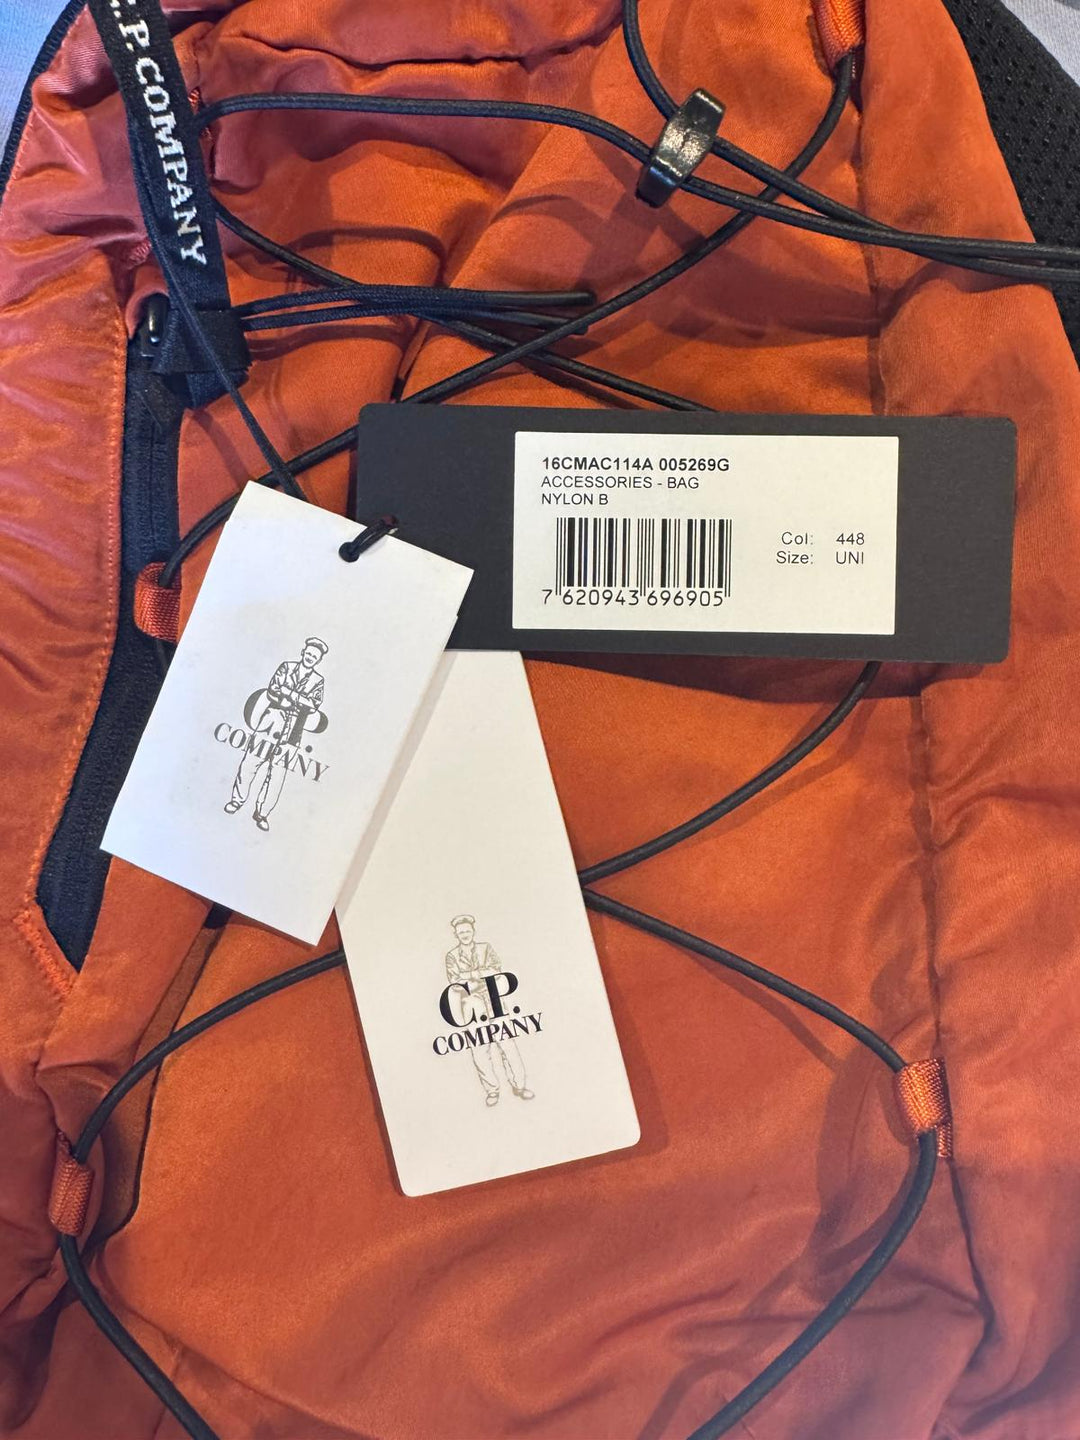 C.P. COMPANY
16CMAC114A 005269G
ACCESSORIES - BAG
NYLON B
Col: 448
Size: UNI
7 620943 696905
C.P.
COMPANY
C.P.
COMPANY